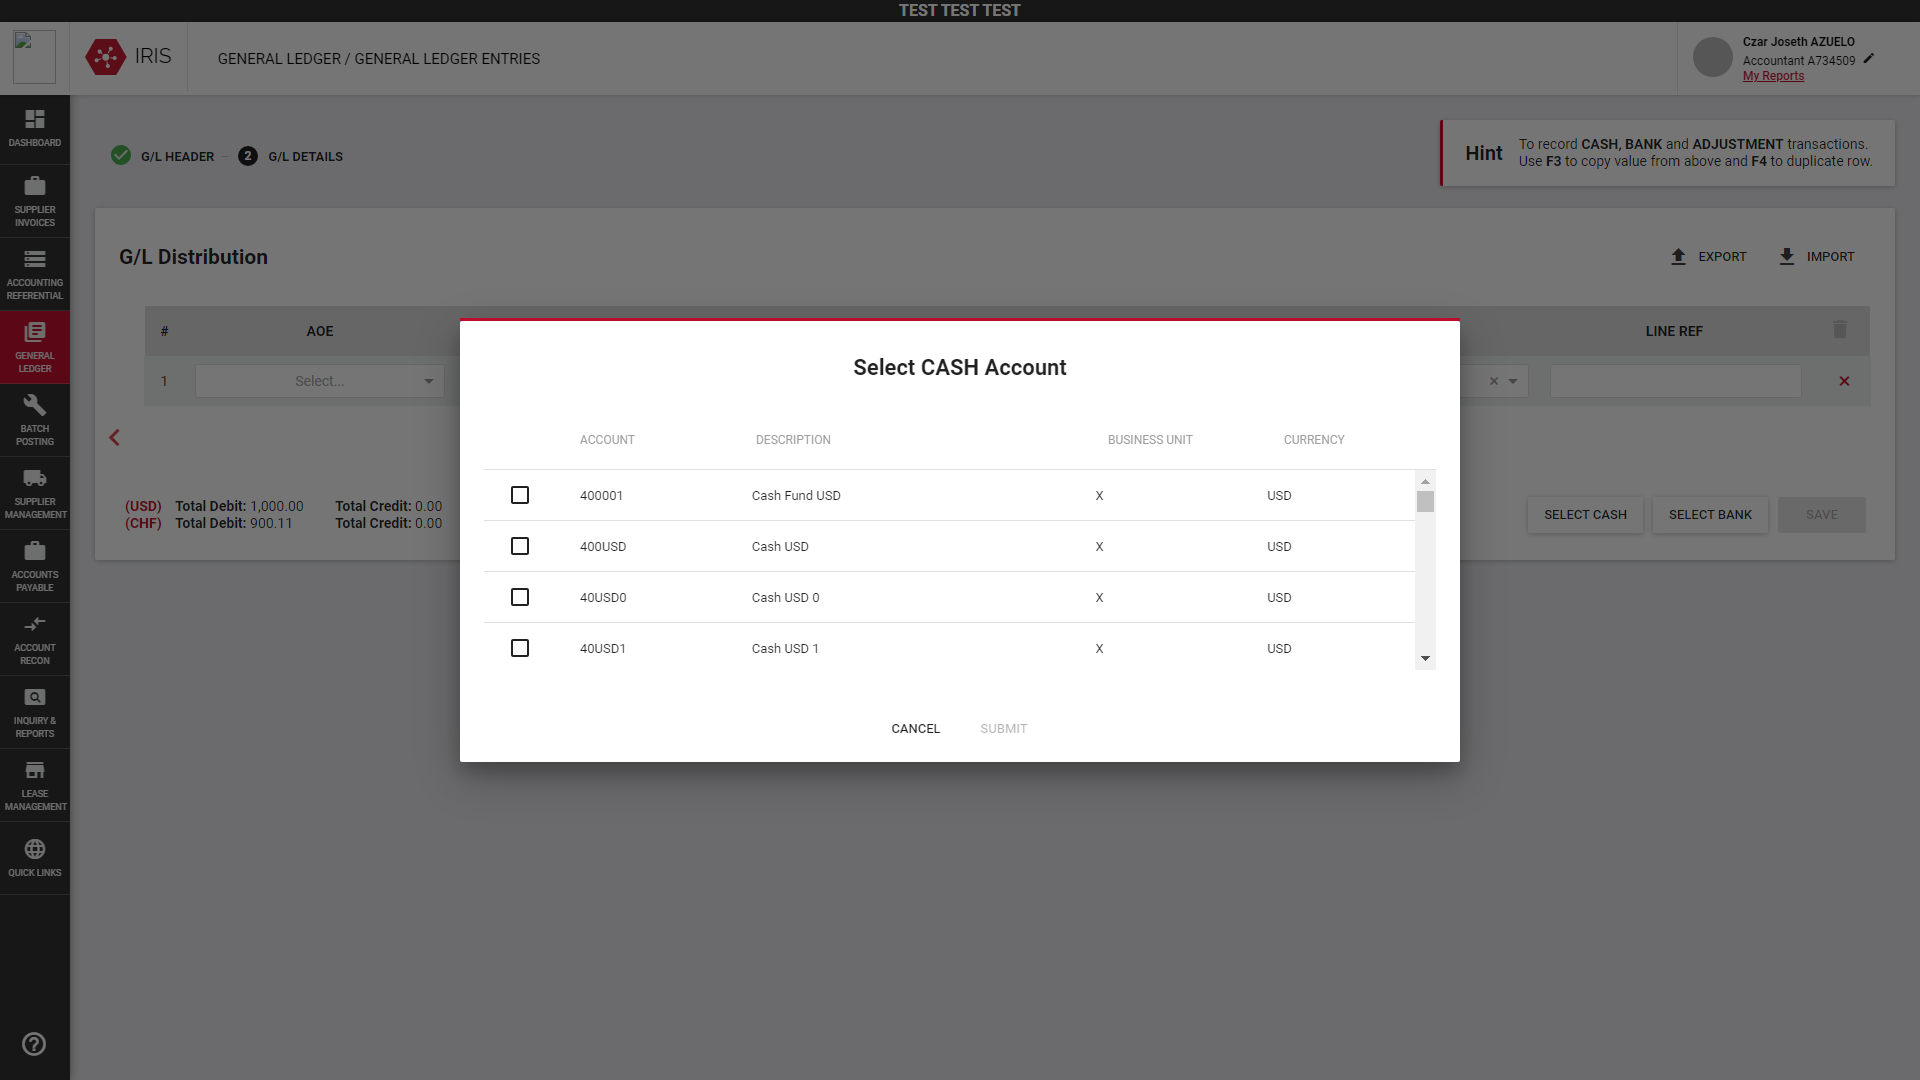 TEST TEST TEST
IRIS
GENERAL LEDGER / GENERAL LEDGER ENTRIES
Czar Joseth AZUELO
Accountant A734509
My Reports
DASHBOARD
SUPPLIER
INVOICES
ACCOUNTING
REFERENTIAL
GENERAL
LEDGER
BATCH
POSTING
SUPPLIER
MANAGEMENT
ACCOUNTS
PAYABLE
ACCOUNT
RECON
INQUIRY &
REPORTS
LEASE
MANAGEMENT
QUICK LINKS
G/L HEADER
2 G/L DETAILS
Hint
To record CASH, BANK and ADJUSTMENT transactions.
Use F3 to copy value from above and F4 to duplicate row.
G/L Distribution
EXPORT
IMPORT
# AOE LINE REF
1 Select...
(USD) Total Debit: 1,000.00 Total Credit: 0.00
(CHF) Total Debit: 900.11 Total Credit: 0.00
SELECT CASH
SELECT BANK
SAVE
Select CASH Account
ACCOUNT DESCRIPTION BUSINESS UNIT CURRENCY
400001 Cash Fund USD X USD
400USD Cash USD X USD
40USD0 Cash USD 0 X USD
40USD1 Cash USD 1 X USD
CANCEL SUBMIT